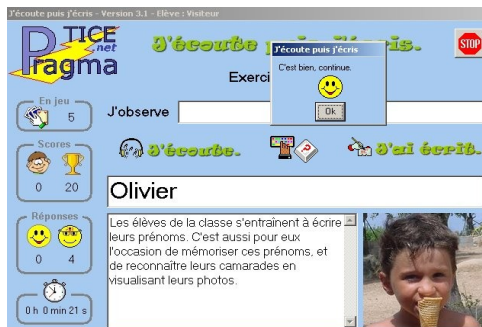 J'écoute puis j'écris - Version 3.1 - Elève : Visiteur
TICE
.net
Pragma
J'écoute puis j'écris.
STOP
J'écoute puis j'écris
C'est bien, continue.
Ok
Exerci
En jeu
5
J'observe
J'écoute.
?
J'ai écrit.
Scores
0 20
Olivier
Réponses
0 4
Les élèves de la classe s'entraînent à écrire
leurs prénoms. C'est aussi pour eux
l'occasion de mémoriser ces prénoms, et
de reconnaître leurs camarades en
visualisant leurs photos.
0 h 0 min 21 s